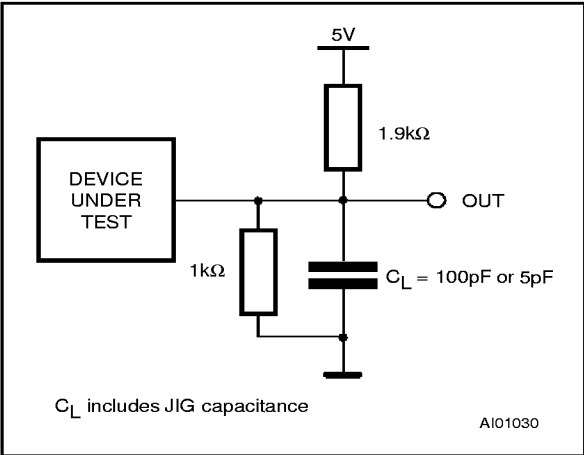 5V
1.9kΩ
DEVICE
UNDER
TEST
OUT
1kΩ
CL = 100pF or 5pF
CL includes JIG capacitance
AI01030